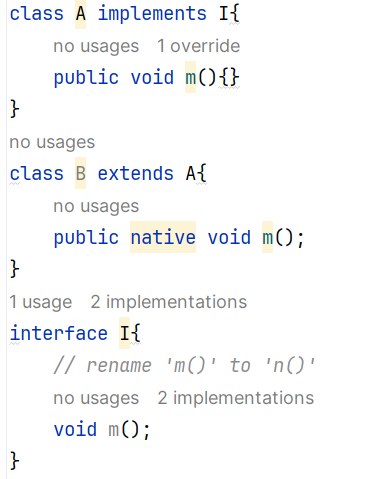 class A implements I{
no usages 1 override
public void m(){}
}
no usages
class B extends A{
no usages
public native void m();
}
1 usage 2 implementations
interface I{
// rename 'm()' to 'n()'
no usages 2 implementations
void m();
}